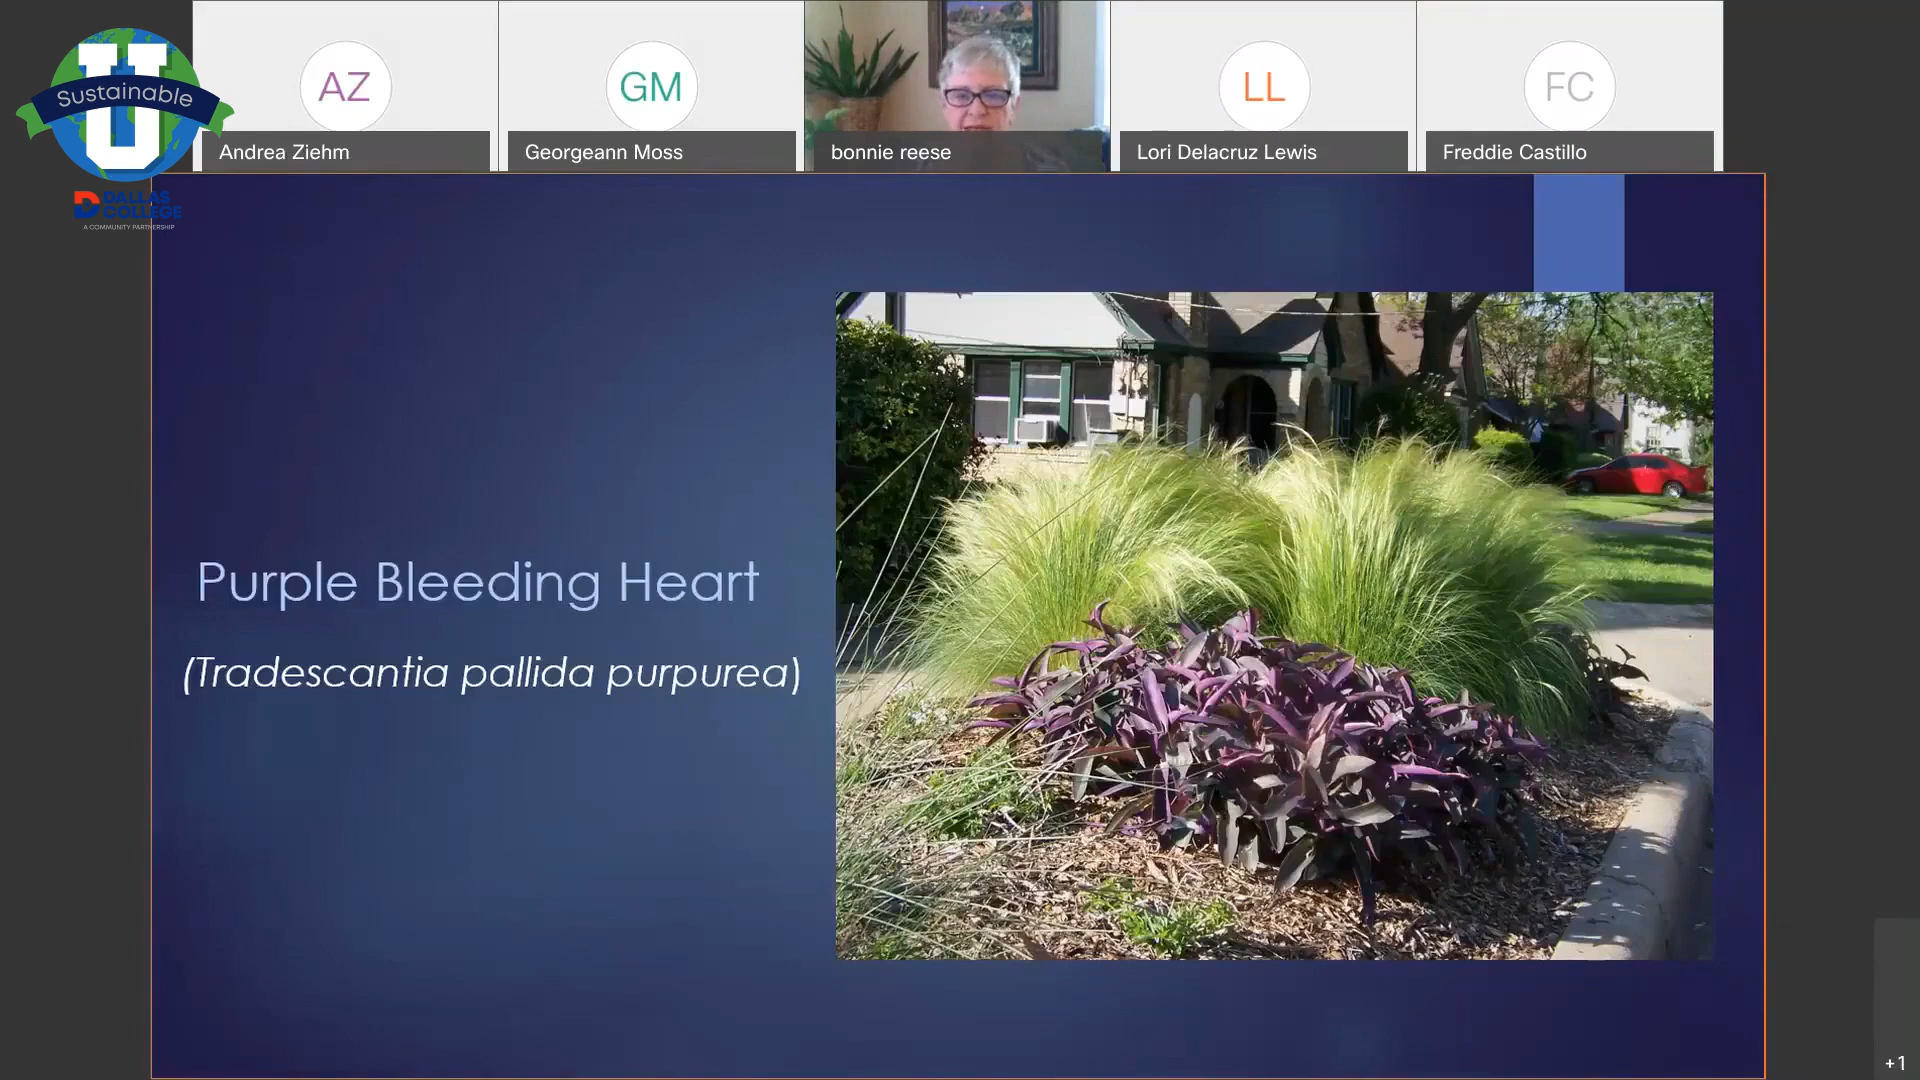 Sustainable
U
DALLAS
COLLEGE
A COMMUNITY PARTNERSHIP
AZ
Andrea Ziehm
GM
Georgeann Moss
bonnie reese
LL
Lori Delacruz Lewis
FC
Freddie Castillo
Purple Bleeding Heart
(Tradescantia pallida purpurea)
+1